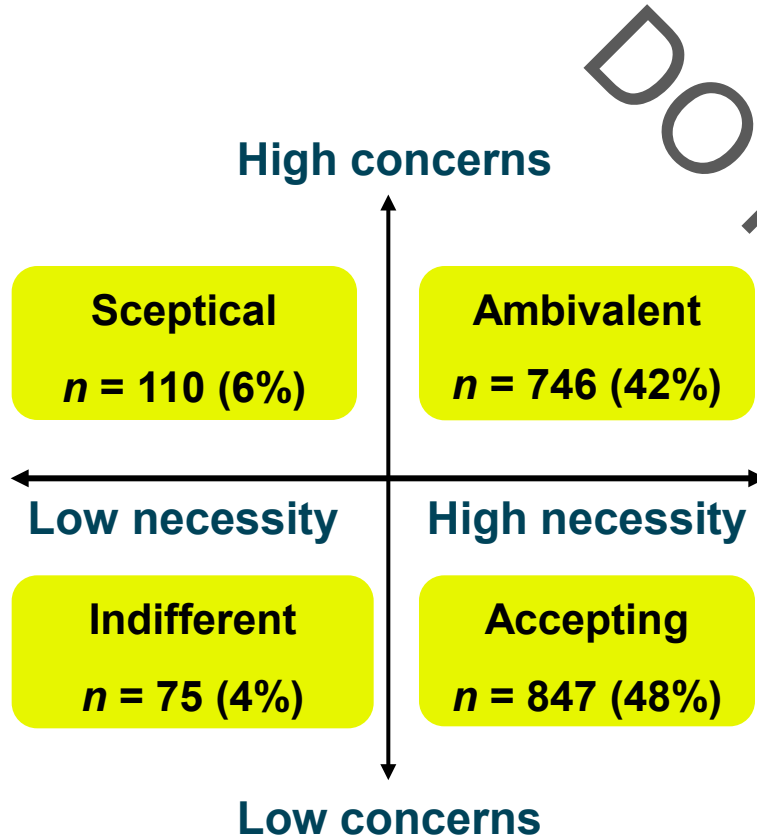 DO
High concerns
Sceptical
n = 110 (6%)
Ambivalent
n = 746 (42%)
Low necessity
High necessity
Indifferent
n = 75 (4%)
Accepting
n = 847 (48%)
Low concerns